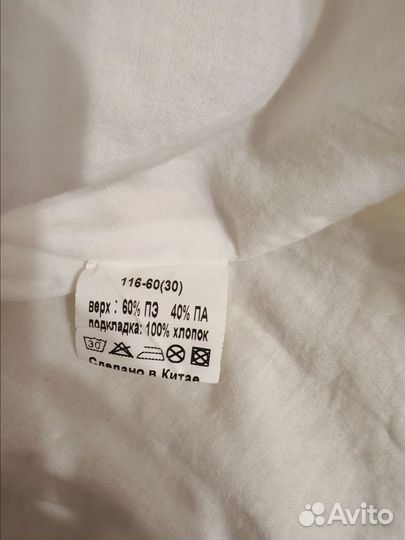 116-60(30)
верх : 60% ПЭ 40% ПА
подкладка: 100% хлопок
30
Сделано в Китае
Avito